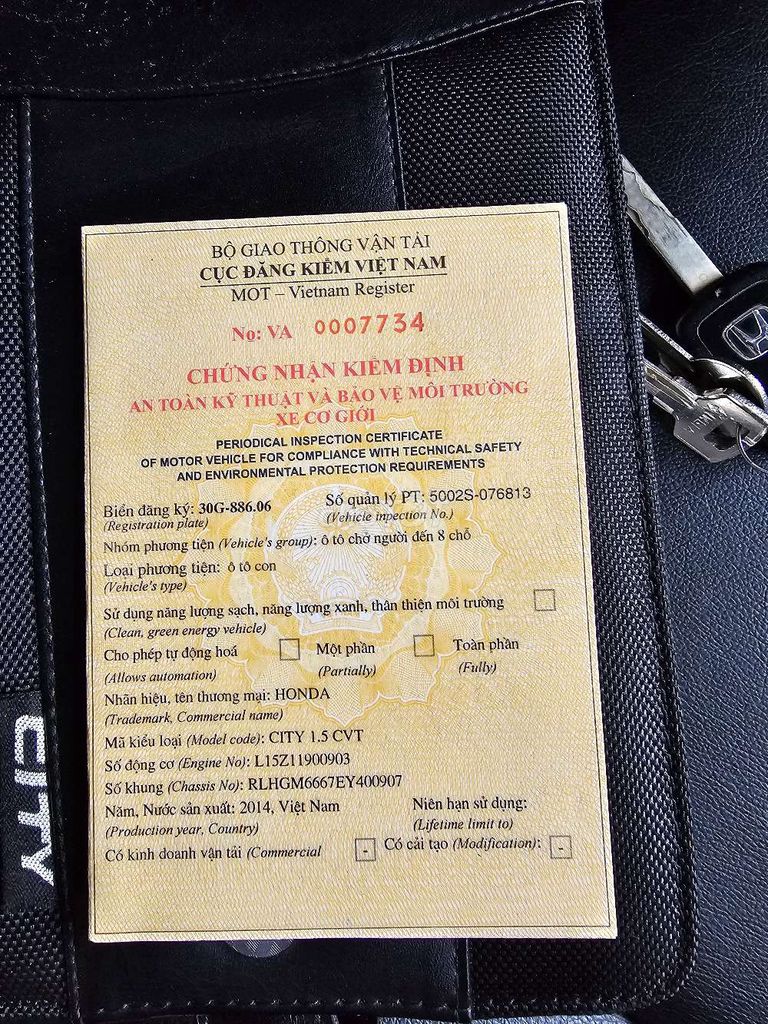 BỘ GIAO THÔNG VẬN TẢI
CỤC ĐĂNG KIỂM VIỆT NAM
MOT – Vietnam Register
No: VA 0007734
CHỨNG NHẬN KIỂM ĐỊNH
AN TOÀN KỸ THUẬT VÀ BẢO VỆ MÔI TRƯỜNG
XE CƠ GIỚI
PERIODICAL INSPECTION CERTIFICATE
OF MOTOR VEHICLE FOR COMPLIANCE WITH TECHNICAL SAFETY
AND ENVIRONMENTAL PROTECTION REQUIREMENTS
Biển đăng ký: 30G-886.06 Số quản lý PT: 5002S-076813
(Registration plate) (Vehicle inpection No.)
Nhóm phương tiện (Vehicle's group): ô tô chở người đến 8 chỗ
Loại phương tiện: ô tô con
(Vehicle's type)
Sử dụng năng lượng sạch, năng lượng xanh, thân thiện môi trường
(Clean, green energy vehicle)
Cho phép tự động hoá Một phần Toàn phần
(Allows automation) (Partially) (Fully)
Nhãn hiệu, tên thương mại: HONDA
(Trademark, Commercial name)
Mã kiểu loại (Model code): CITY 1.5 CVT
Số động cơ (Engine No): L15Z11900903
Số khung (Chassis No): RLHGM6667EY400907
Năm, Nước sản xuất: 2014, Việt Nam Niên hạn sử dụng:
(Production year, Country) (Lifetime limit to)
Có kinh doanh vận tải (Commercial - Có cải tạo (Modification): -
CITY